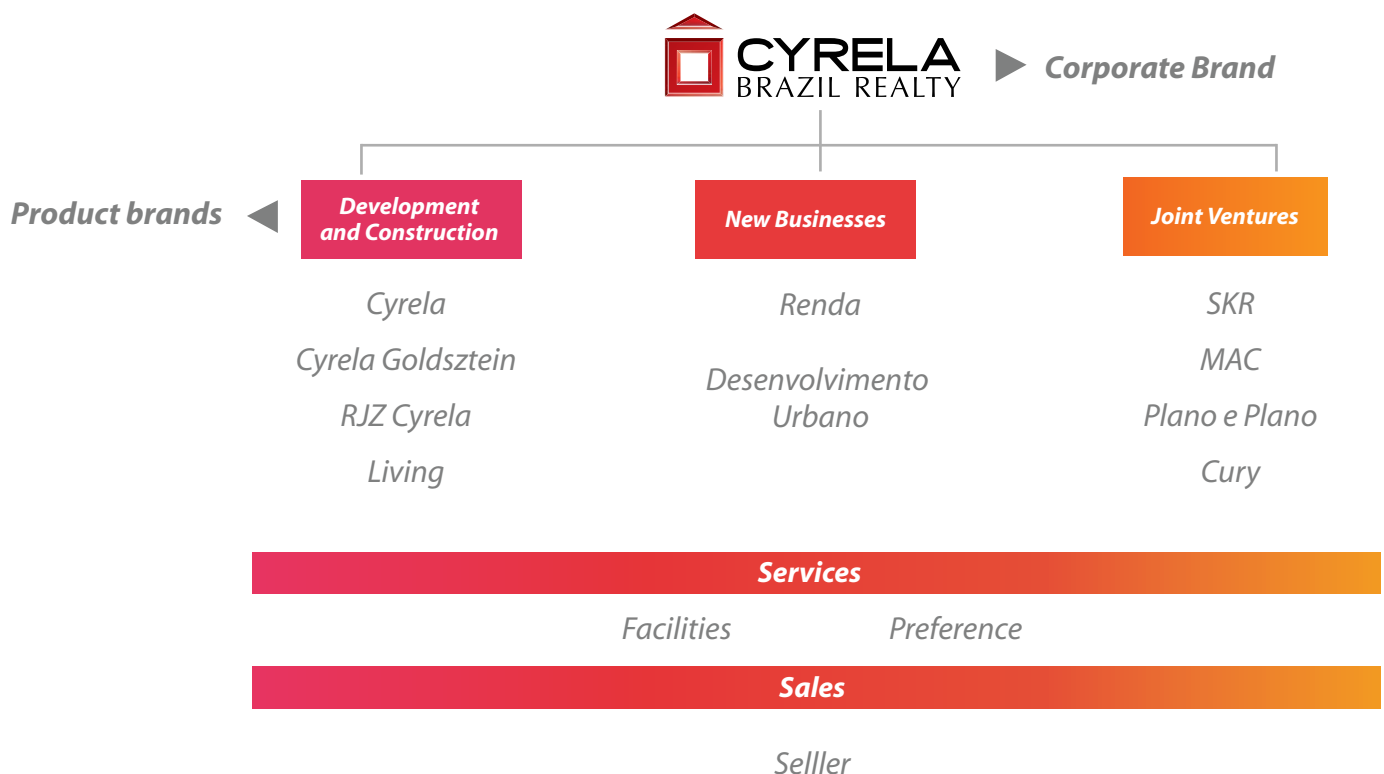 CYRELA
BRAZIL REALTY
Corporate Brand
Product brands
Development
and Construction
New Businesses
Joint Ventures
Cyrela
Cyrela Goldsztein
RJZ Cyrela
Living
Renda
Desenvolvimento
Urbano
SKR
MAC
Plano e Plano
Cury
Services
Facilities
Preference
Sales
Selller